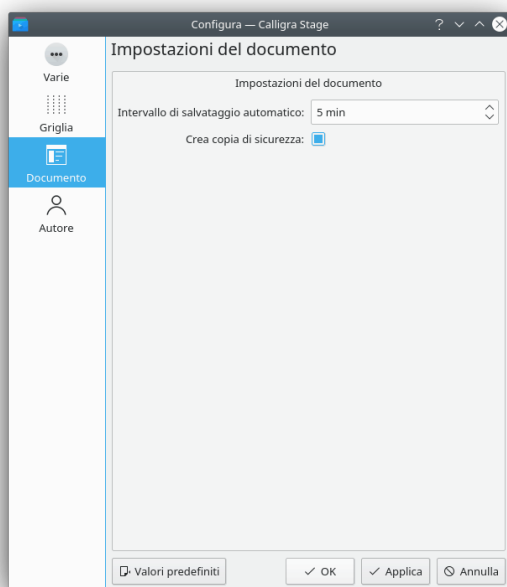 Configura — Calligra Stage
?
Varie
Griglia
Documento
Autore
Impostazioni del documento
Impostazioni del documento
Intervallo di salvataggio automatico: 5 min
Crea copia di sicurezza:
Valori predefiniti OK Applica Annulla